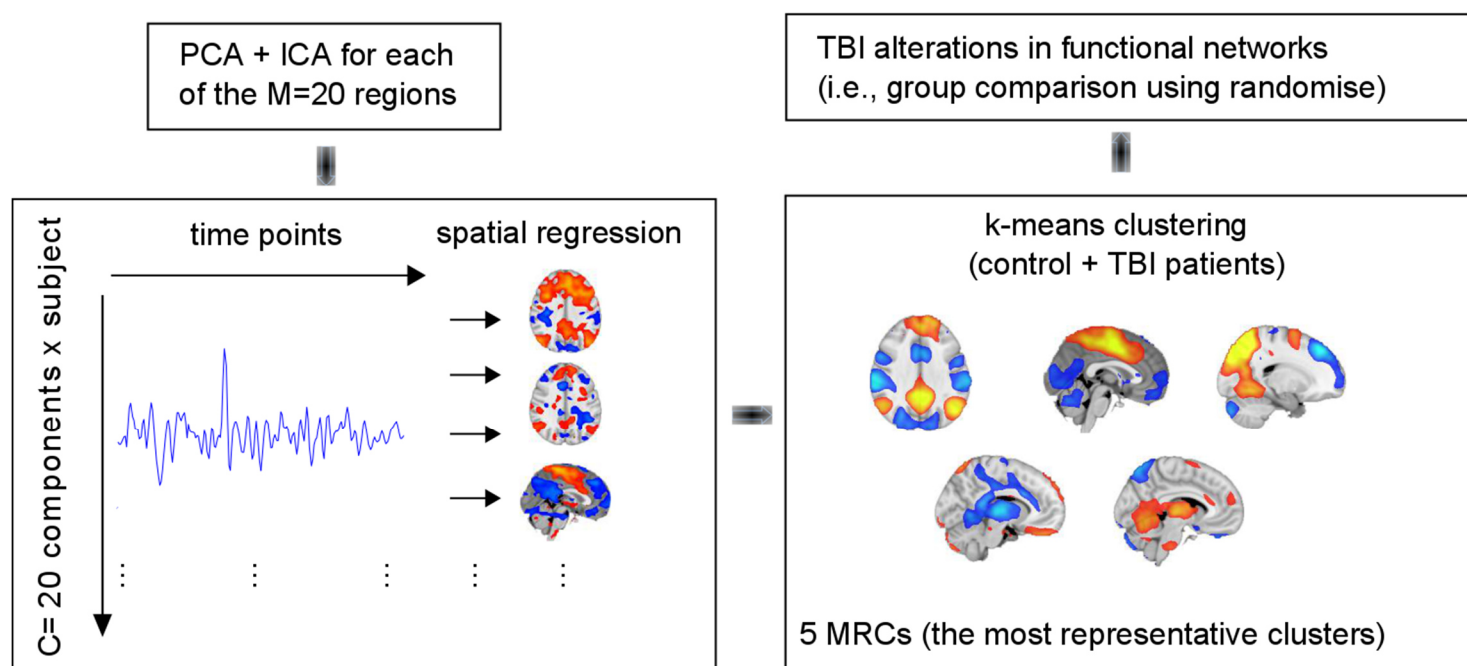 PCA + ICA for each
of the M=20 regions
time points
spatial regression
C= 20 components x subject
k-means clustering
(control + TBI patients)
5 MRCs (the most representative clusters)
TBI alterations in functional networks
(i.e., group comparison using randomise)